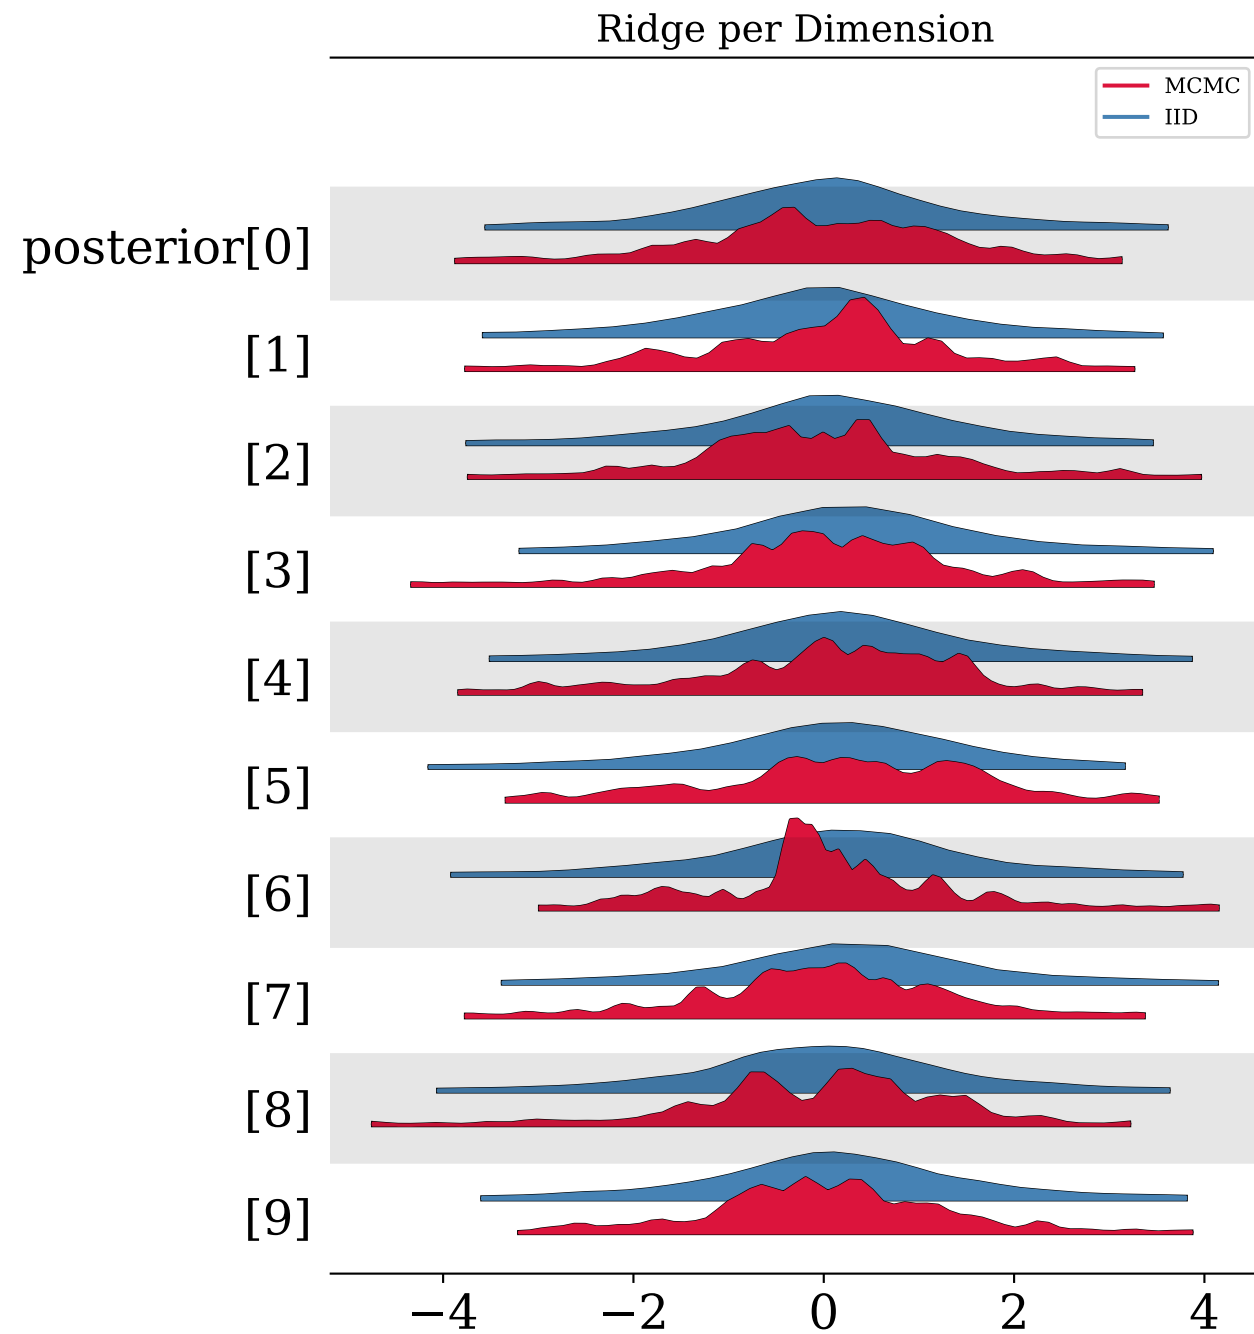 Ridge per Dimension
MCMC
IID
posterior[0]
[1]
[2]
[3]
[4]
[5]
[6]
[7]
[8]
[9]
−4 −2 0 2 4